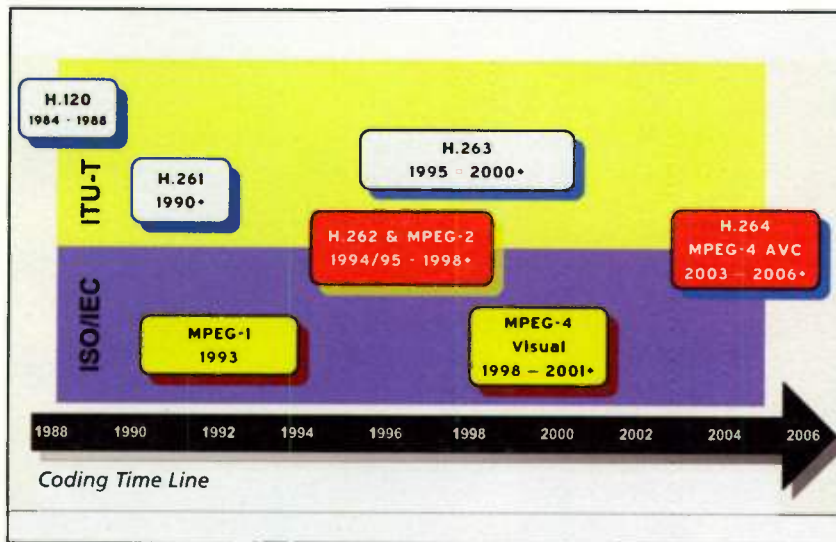 ITU-T
H.120
1984 - 1988
H.261
1990+
H.263
1995 - 2000+
H.262 & MPEG-2
1994/95 - 1998+
H.264
MPEG-4 AVC
2003 – 2006+
ISO/IEC
MPEG-1
1993
MPEG-4
Visual
1998 – 2001+
1988 1990 1992 1994 1996 1998 2000 2002 2004 2006
Coding Time Line